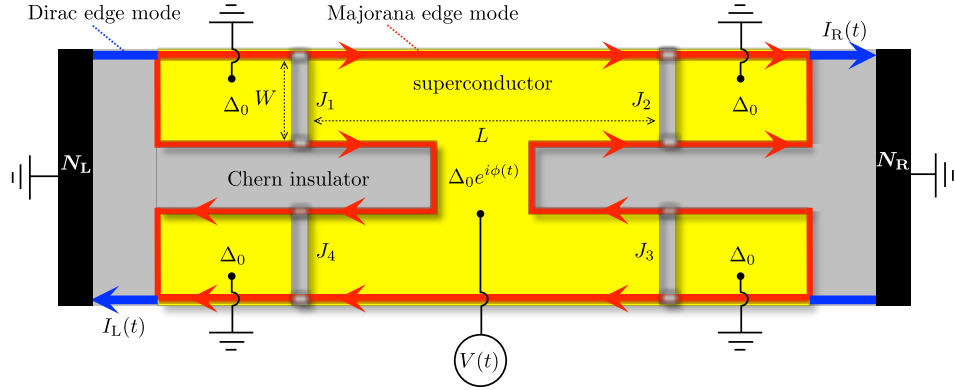 Dirac edge mode
Majorana edge mode
I_R(t)
superconductor
W
J_1
J_2
Δ_0
Δ_0
L
N_L
Chern insulator
Δ_0e^{iϕ(t)}
N_R
Δ_0
J_4
J_3
Δ_0
I_L(t)
V(t)